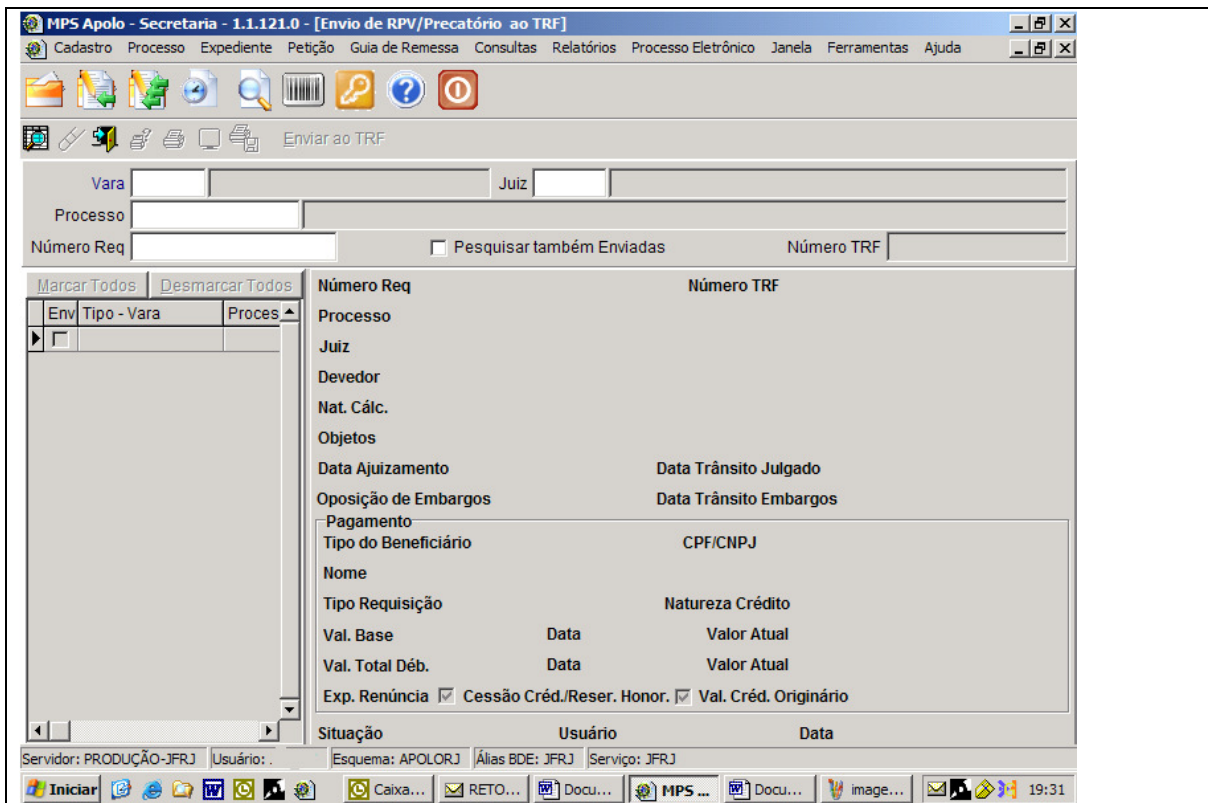 MPS Apolo - Secretaria - 1.1.121.0 - [Envio de RPV/Precatório ao TRF]
Cadastro Processo Expediente Petição Guia de Remessa Consultas Relatórios Processo Eletrônico Janela Ferramentas Ajuda
Enviar ao TRF
Vara Juiz
Processo
Número Req Pesquisar também Enviadas Número TRF
Marcar Todos Desmarcar Todos
Env Tipo - Vara Proces
Número Req Número TRF
Processo
Juiz
Devedor
Nat. Cálc.
Objetos
Data Ajuizamento Data Trânsito Julgado
Oposição de Embargos Data Trânsito Embargos
Pagamento
Tipo do Beneficiário CPF/CNPJ
Nome
Tipo Requisição Natureza Crédito
Val. Base Data Valor Atual
Val. Total Déb. Data Valor Atual
Exp. Renúncia Cessão Créd./Reser. Honor. Val. Créd. Originário
Situação Usuário Data
Servidor: PRODUÇÃO-JFRJ Usuário: . Esquema: APOLORJ Álias BDE: JFRJ Serviço: JFRJ
Iniciar Caixa... RETO... Docu... MPS ... Docu... image... 19:31